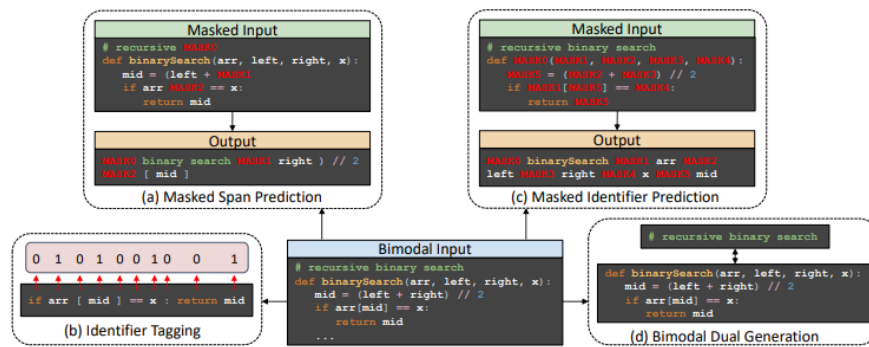 Masked Input
# recursive MASK0
def binarySearch(arr, left, right, x):
mid = (left + MASK1
if arr MASK2 == x:
return mid
Output
MASK0 binary search MASK1 right ) // 2
MASK2 [ mid ]
(a) Masked Span Prediction
Masked Input
# recursive binary search
def MASK0(MASK1, MASK2, MASK3, MASK4):
MASK5 = (MASK2 + MASK3) // 2
if MASK1[MASK5] == MASK4:
return MASK5
Output
MASK0 binarySearch MASK1 arr MASK2
left MASK3 right MASK4 x MASK5 mid
(c) Masked Identifier Prediction
0 1 0 1 0 0 1 0 0 1
if arr [ mid ] == x : return mid
(b) Identifier Tagging
Bimodal Input
# recursive binary search
def binarySearch(arr, left, right, x):
mid = (left + right) // 2
if arr[mid] == x:
return mid
...
# recursive binary search
def binarySearch(arr, left, right, x):
mid = (left + right) // 2
if arr[mid] == x:
return mid
(d) Bimodal Dual Generation